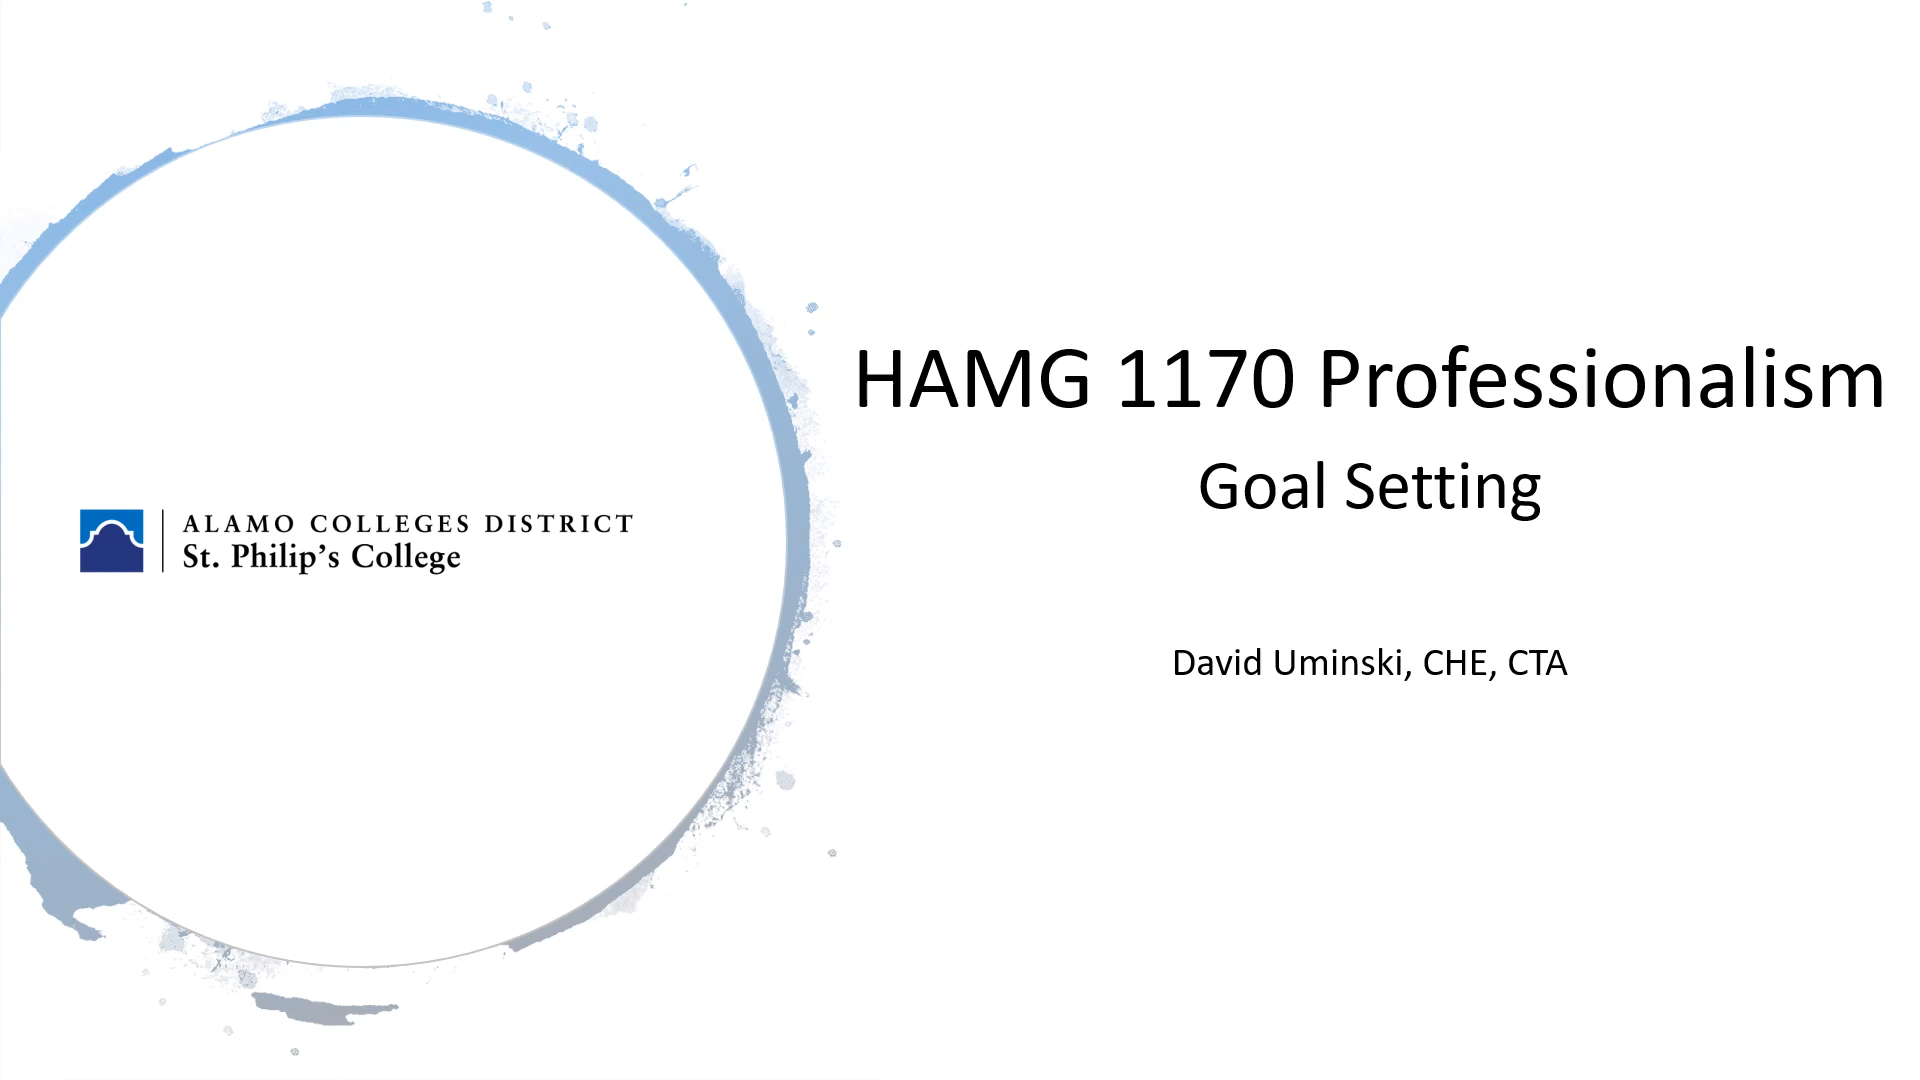 ALAMO COLLEGES DISTRICT
St. Philip's College
HAMG 1170 Professionalism
Goal Setting
David Uminski, CHE, CTA